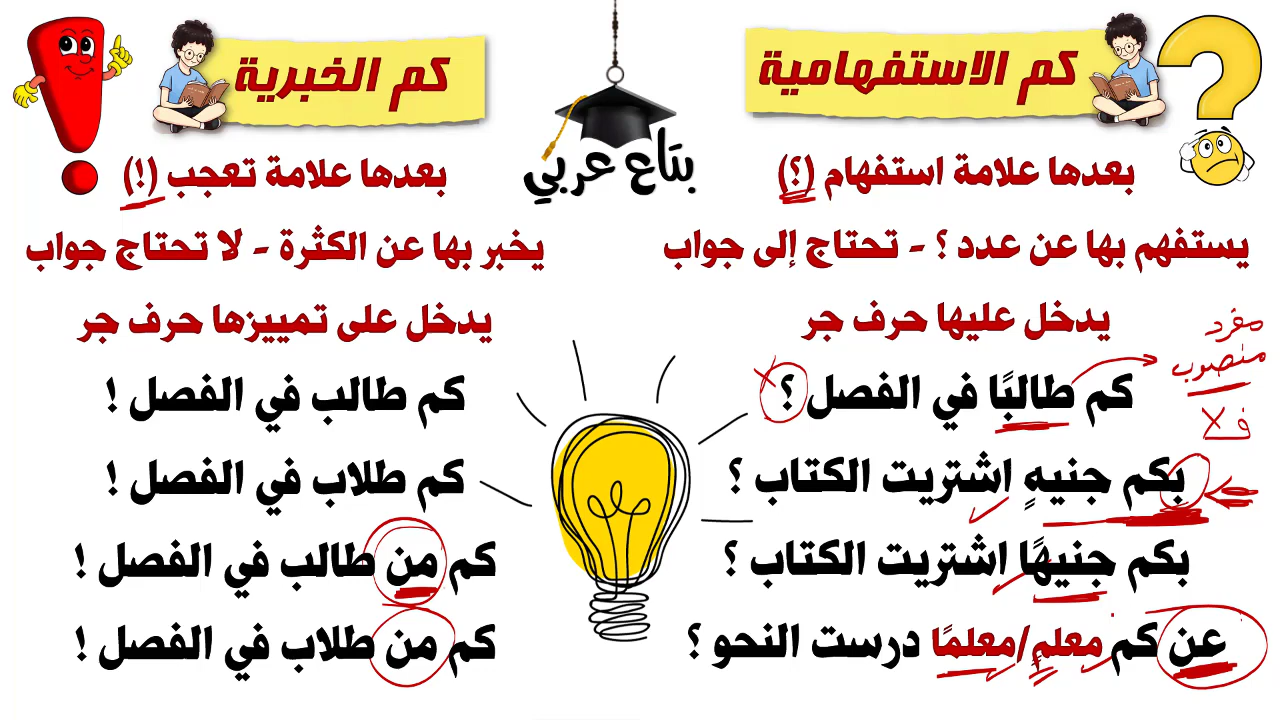 كم الاستفهامية
بعدها علامة استفهام (؟)
يستفهم بها عن عدد ؟ - تحتاج إلى جواب
يدخل عليها حرف جر
مفرد
منصوب
كم طالبًا في الفصل ؟
بكم جنيهٍ اشتريت الكتاب ؟
بكم جنيهًا اشتريت الكتاب ؟
عن كم معلمٍ/معلمًا درست النحو ؟
بتاع عربي
كم الخبرية
بعدها علامة تعجب (!)
يخبر بها عن الكثرة - لا تحتاج جواب
يدخل على تمييزها حرف جر
كم طالب في الفصل !
كم طلاب في الفصل !
كم من طالب في الفصل !
كم من طلاب في الفصل !